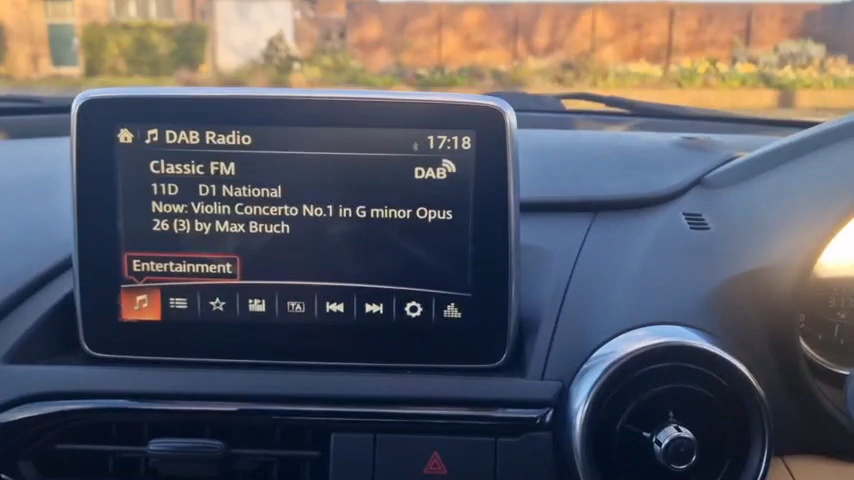 DAB Radio
17:18
Classic FM
DAB
11D D1 National
Now: Violin Concerto No.1 in G minor Opus
26 (3) by Max Bruch
Entertainment
TA